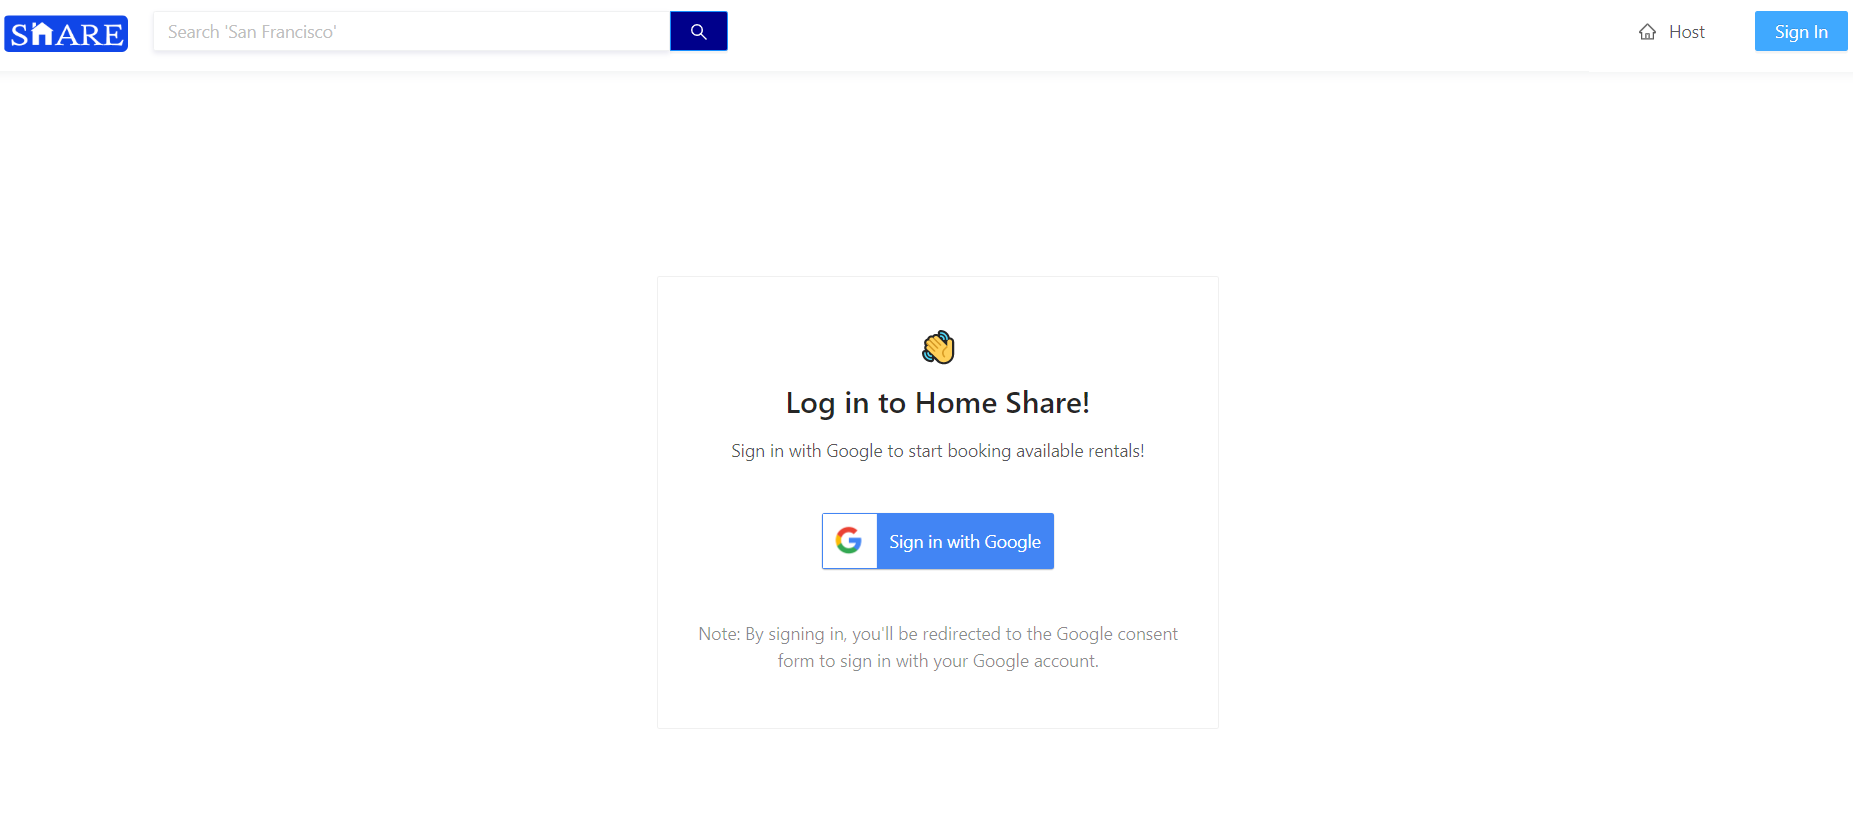 SHARE
Search 'San Francisco'
Host
Sign In
Log in to Home Share!
Sign in with Google to start booking available rentals!
G
Sign in with Google
Note: By signing in, you'll be redirected to the Google consent
form to sign in with your Google account.